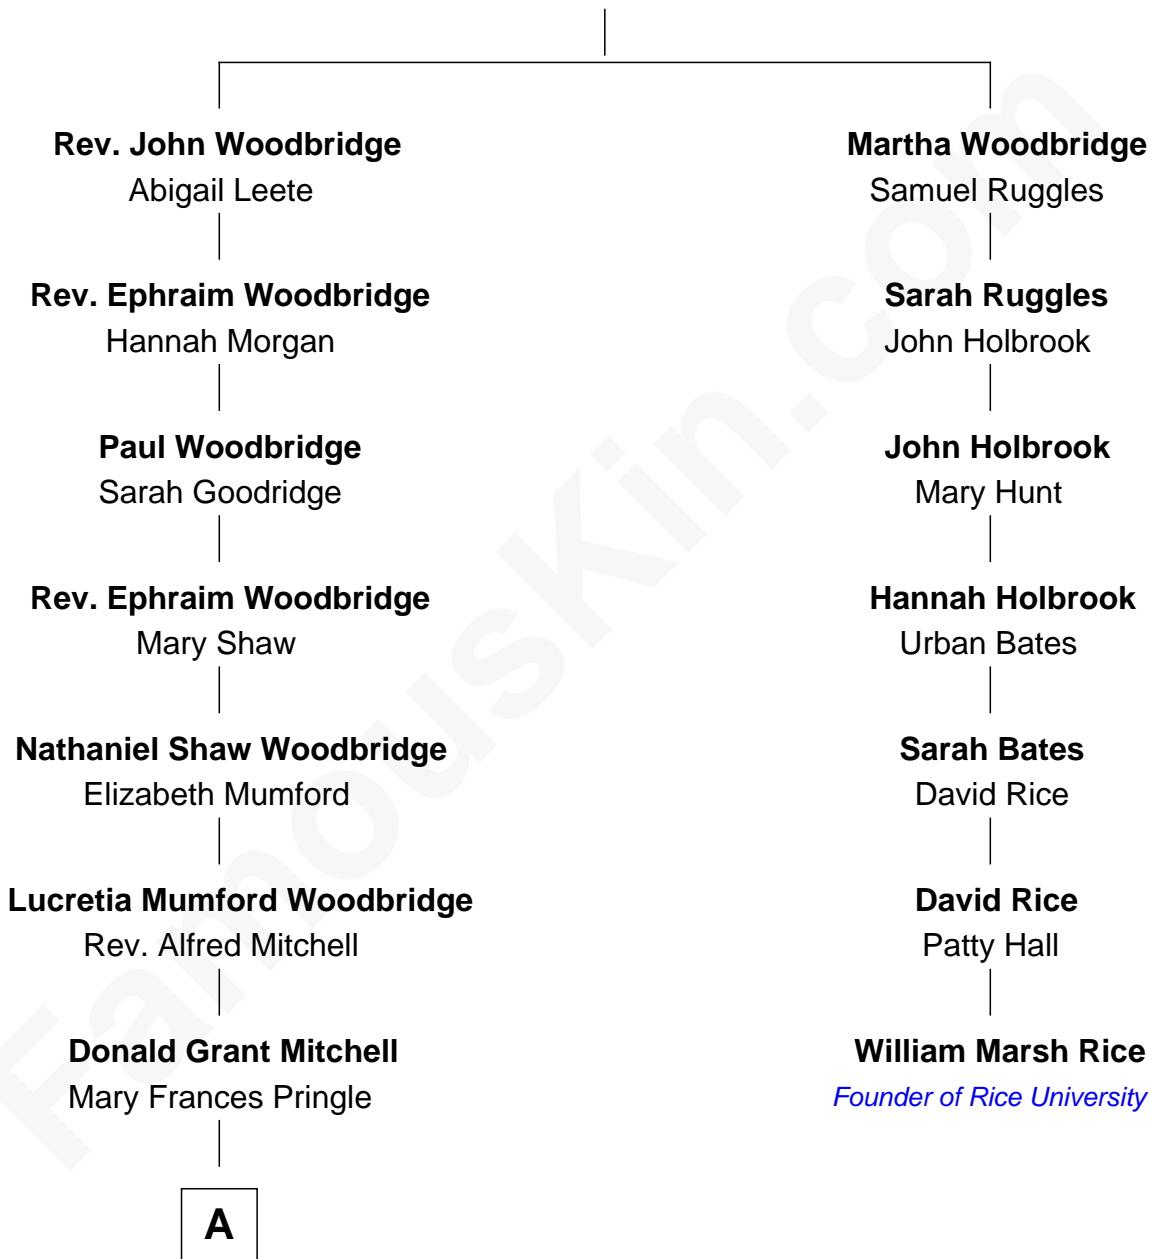 Rev. John Woodbridge
Abigail Leete
Martha Woodbridge
Samuel Ruggles
Rev. Ephraim Woodbridge
Hannah Morgan
Sarah Ruggles
John Holbrook
Paul Woodbridge
Sarah Goodridge
John Holbrook
Mary Hunt
Rev. Ephraim Woodbridge
Mary Shaw
Hannah Holbrook
Urban Bates
Nathaniel Shaw Woodbridge
Elizabeth Mumford
Sarah Bates
David Rice
Lucretia Mumford Woodbridge
Rev. Alfred Mitchell
David Rice
Patty Hall
Donald Grant Mitchell
Mary Frances Pringle
William Marsh Rice
Founder of Rice University
A
FamousKin.com